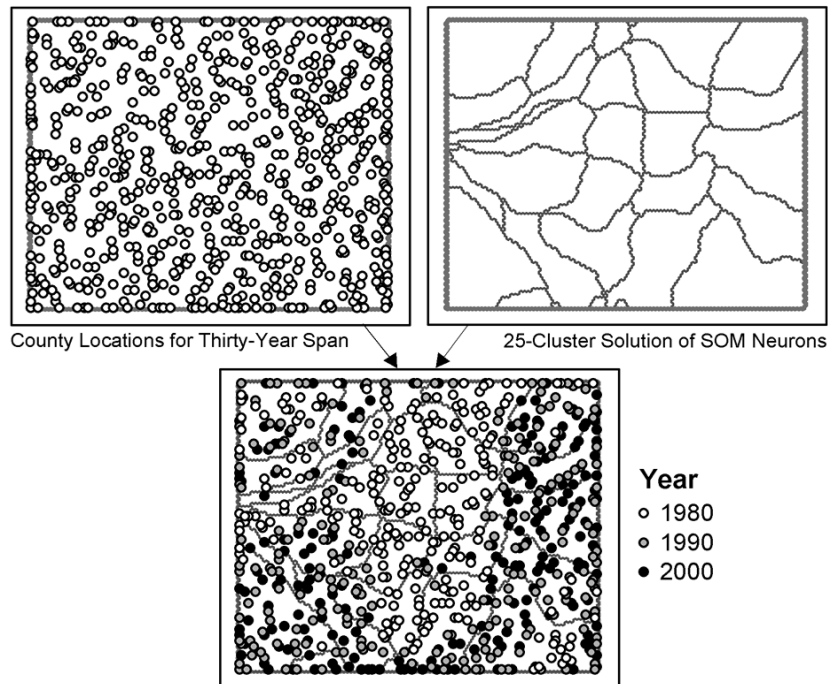 County Locations for Thirty-Year Span
25-Cluster Solution of SOM Neurons
Year
1980
1990
2000